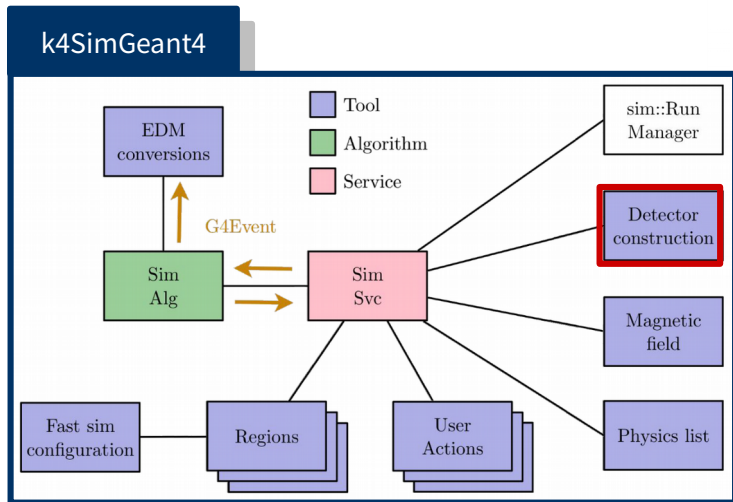 k4SimGeant4
EDM
conversions
Tool
Algorithm
Service
sim::Run
Manager
Detector
construction
G4Event
Sim
Alg
Sim
Svc
Magnetic
field
Fast sim
configuration
Regions
User
Actions
Physics list